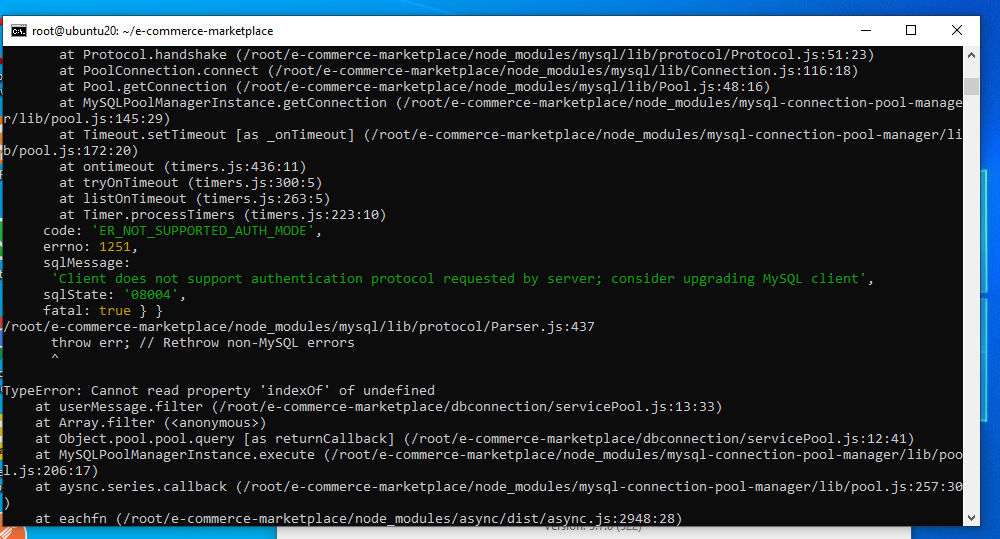 root@ubuntu20: ~/e-commerce-marketplace
at Protocol.handshake (/root/e-commerce-marketplace/node_modules/mysql/lib/protocol/Protocol.js:51:23)
at PoolConnection.connect (/root/e-commerce-marketplace/node_modules/mysql/lib/Connection.js:116:18)
at Pool.getConnection (/root/e-commerce-marketplace/node_modules/mysql/lib/Pool.js:48:16)
at MySQLPoolManagerInstance.getConnection (/root/e-commerce-marketplace/node_modules/mysql-connection-pool-manage
r/lib/pool.js:145:29)
at Timeout.setTimeout [as _onTimeout] (/root/e-commerce-marketplace/node_modules/mysql-connection-pool-manager/li
b/pool.js:172:20)
at ontimeout (timers.js:436:11)
at tryOnTimeout (timers.js:300:5)
at listOnTimeout (timers.js:263:5)
at Timer.processTimers (timers.js:223:10)
code: 'ER_NOT_SUPPORTED_AUTH_MODE',
errno: 1251,
sqlMessage:
'Client does not support authentication protocol requested by server; consider upgrading MySQL client',
sqlState: '08004',
fatal: true } }
/root/e-commerce-marketplace/node_modules/mysql/lib/protocol/Parser.js:437
throw err; // Rethrow non-MySQL errors
^
TypeError: Cannot read property 'indexOf' of undefined
at userMessage.filter (/root/e-commerce-marketplace/dbconnection/servicePool.js:13:33)
at Array.filter (<anonymous>)
at Object.pool.pool.query [as returnCallback] (/root/e-commerce-marketplace/dbconnection/servicePool.js:12:41)
at MySQLPoolManagerInstance.execute (/root/e-commerce-marketplace/node_modules/mysql-connection-pool-manager/lib/poo
l.js:206:17)
at aysnc.series.callback (/root/e-commerce-marketplace/node_modules/mysql-connection-pool-manager/lib/pool.js:257:30
)
at eachfn (/root/e-commerce-marketplace/node_modules/async/dist/async.js:2948:28)